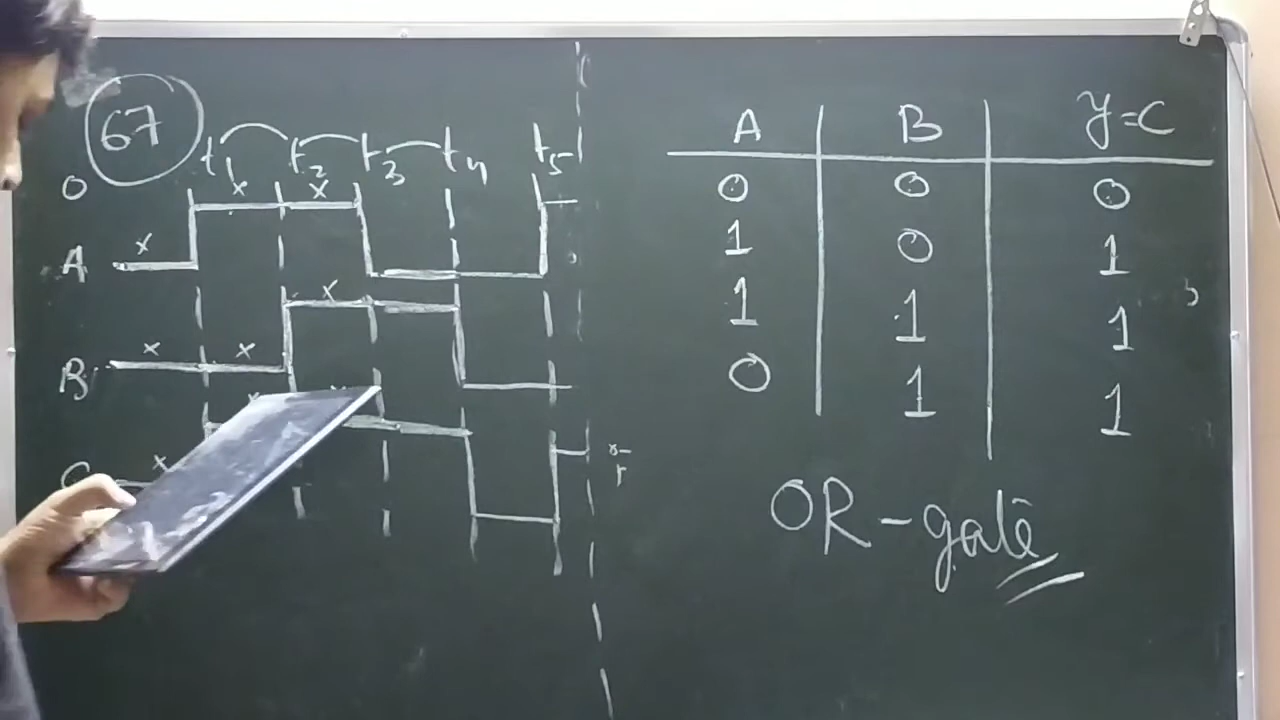 67
t1 t2 t3 t4 t5
0
x x
A x
x
B x x
C x
A B y=C
0 0 0
1 0 1
1 1 1
0 1 1
OR-gate